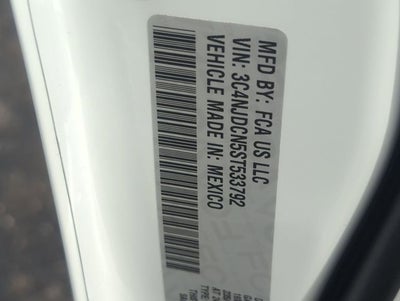 MFD BY: FCA US LLC
VIN: 3C4NJDCN5ST533792
VEHICLE MADE IN: MEXICO